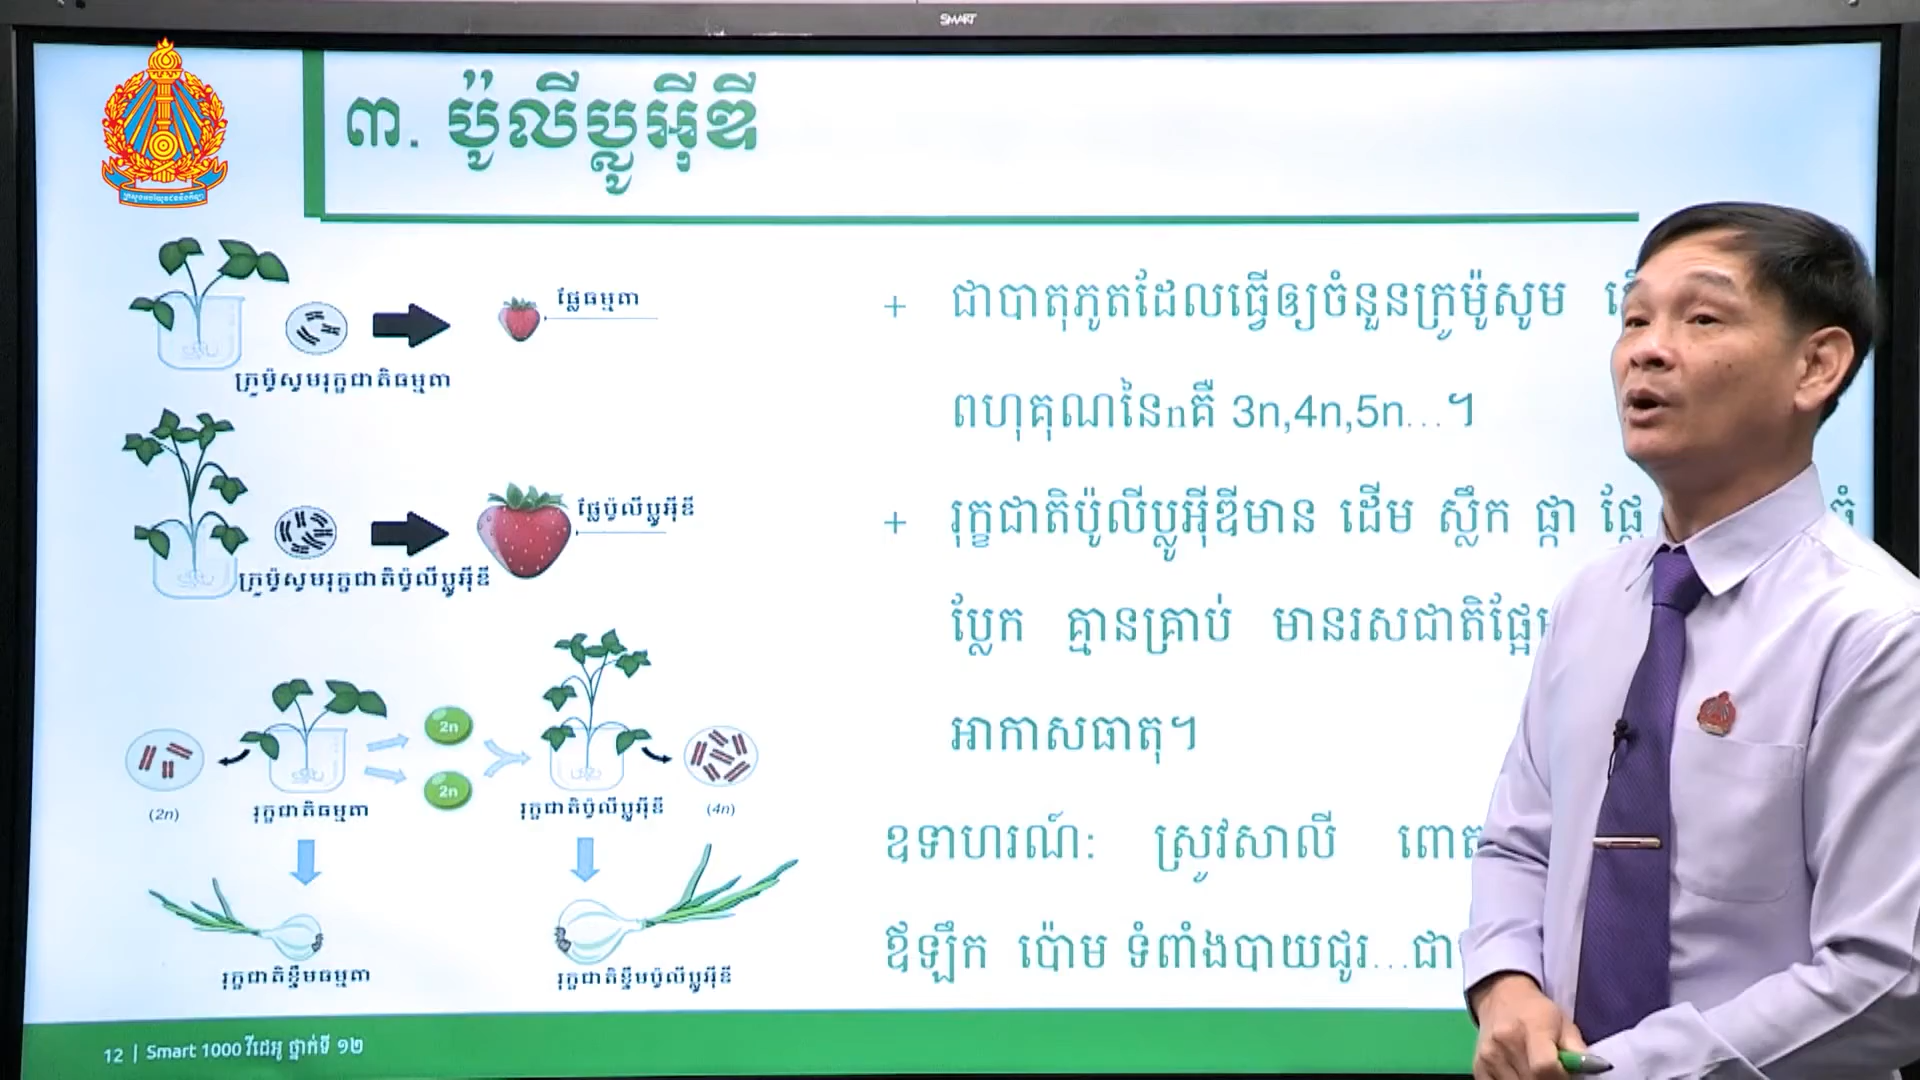 SMART
៣. ប៉ូលីប្លូអ៊ីឌី
ផ្លែធម្មតា
ក្រូម៉ូសូមរុក្ខជាតិធម្មតា
ផ្លែប៉ូលីប្លូអ៊ីឌី
ក្រូម៉ូសូមរុក្ខជាតិប៉ូលីប្លូអ៊ីឌី
2n
2n
(2n)
រុក្ខជាតិធម្មតា
រុក្ខជាតិប៉ូលីប្លូអ៊ីឌី
(4n)
រុក្ខជាតិខ្ទឹមធម្មតា
រុក្ខជាតិខ្ទឹមប៉ូលីប្លូអ៊ីឌី
+ ជាបាតុភូតដែលធ្វើឲ្យចំនួនក្រូម៉ូសូម
ពហុគុណនៃnគឺ 3n,4n,5n...។
+ រុក្ខជាតិប៉ូលីប្លូអ៊ីឌីមាន ដើម ស្លឹក ផ្កា ផ្លែ
ប្លែក គ្មានគ្រាប់ មានរសជាតិផ្អែម
អាកាសធាតុ។
ឧទាហរណ៍: ស្រូវសាលី ពោត
ឪឡឹក ប៉ោម ទំពាំងបាយជូរ...ជា
12 | Smart 1000 វីដេអូ ថ្នាក់ទី ១២